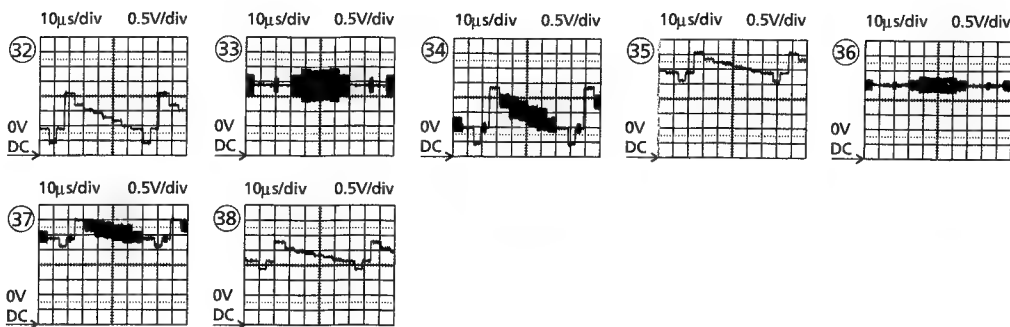 10µs/div 0.5V/div 10µs/div 0.5V/div 10µs/div 0.5V/div 10µs/div 0.5V/div 10µs/div 0.5V/div
32 33 34 35 36
0V 0V 0V 0V 0V
DC DC DC DC DC
10µs/div 0.5V/div 10µs/div 0.5V/div
37 38
0V 0V
DC DC